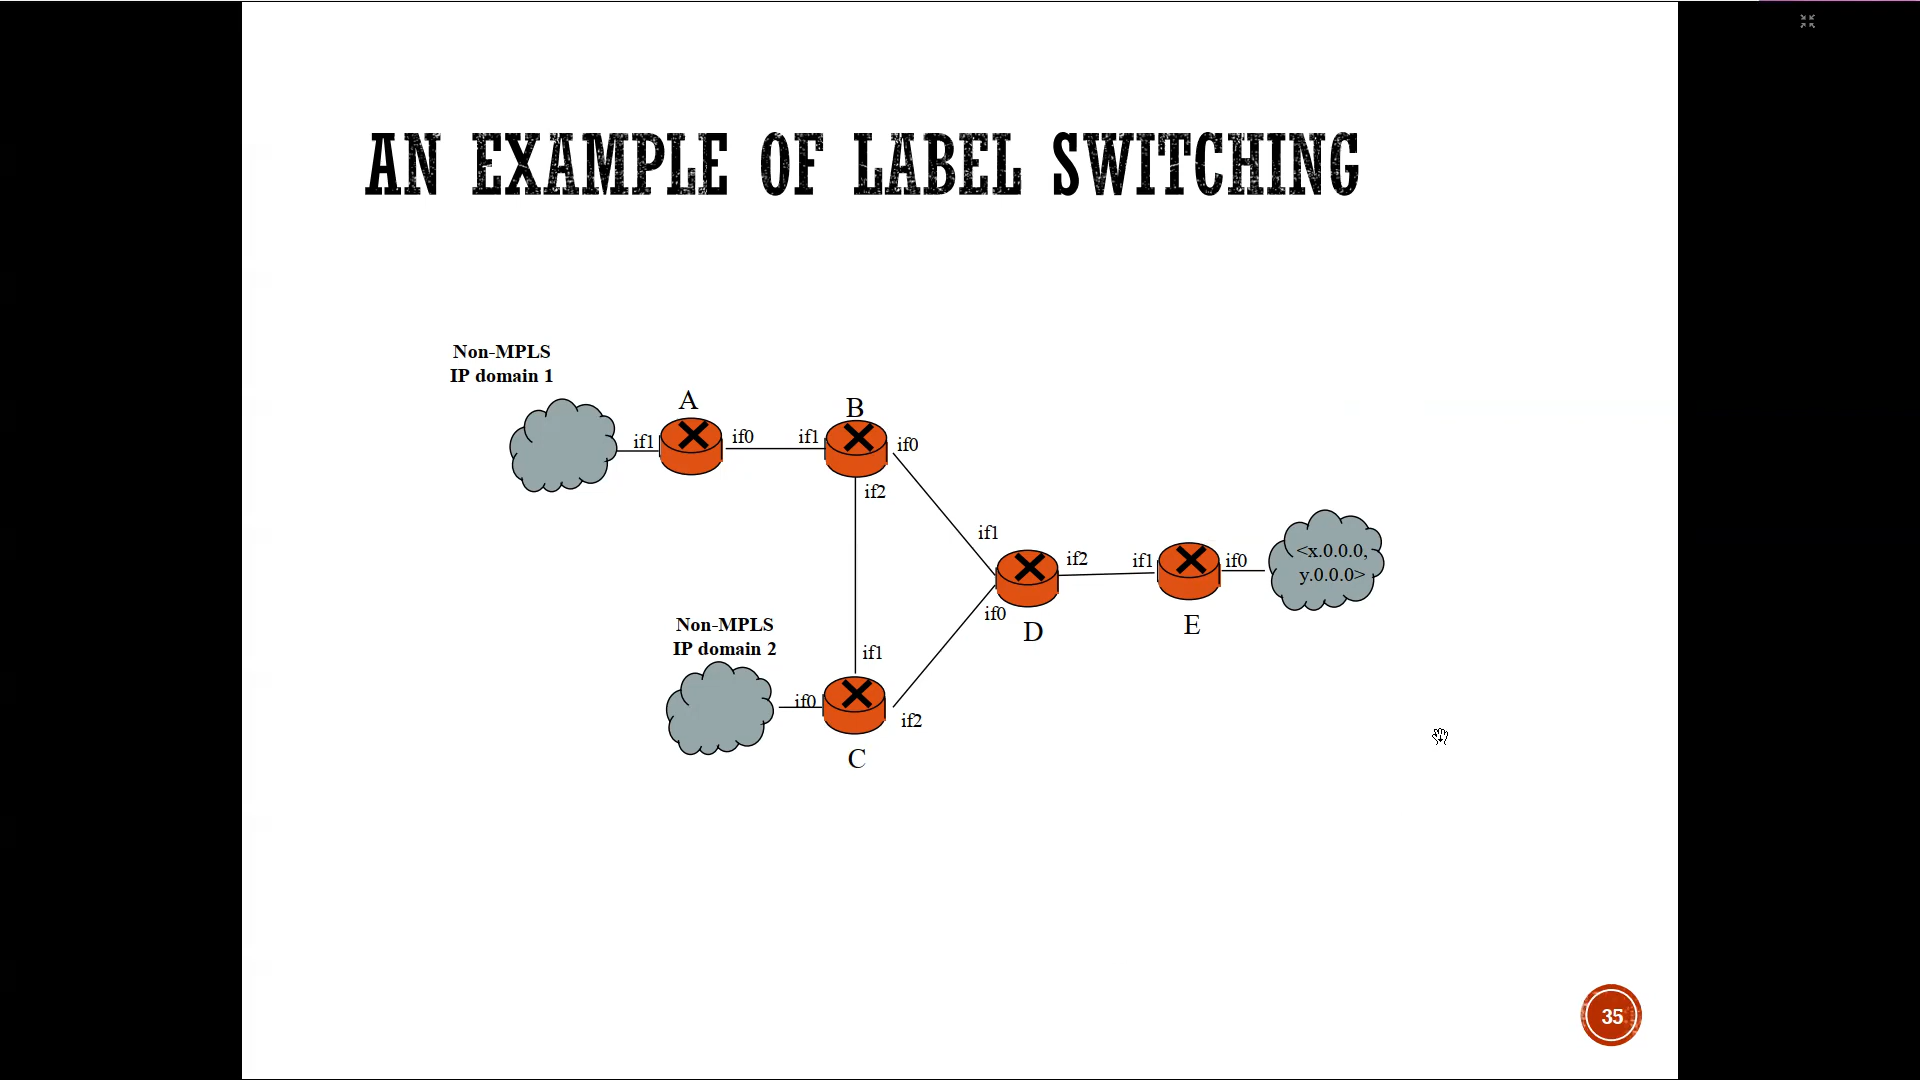 AN EXAMPLE OF LABEL SWITCHING
Non-MPLS
IP domain 1
A
B
if1
if0
if1
if0
if2
if1
if2
if1
if0
<x.0.0.0,
y.0.0.0>
if0
D
E
Non-MPLS
IP domain 2
if1
if0
if2
C
35